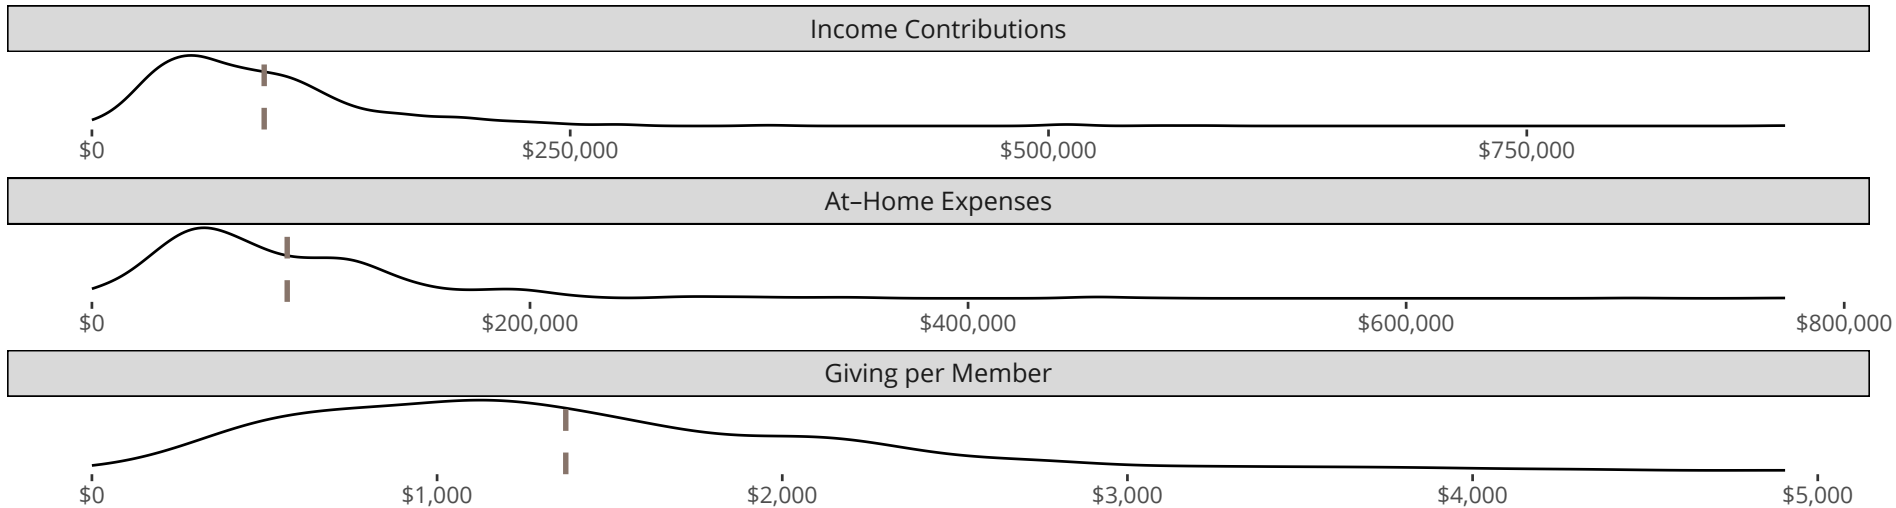 Income Contributions
$0 $250,000 $500,000 $750,000
At–Home Expenses
$0 $200,000 $400,000 $600,000 $800,000
Giving per Member
$0 $1,000 $2,000 $3,000 $4,000 $5,000